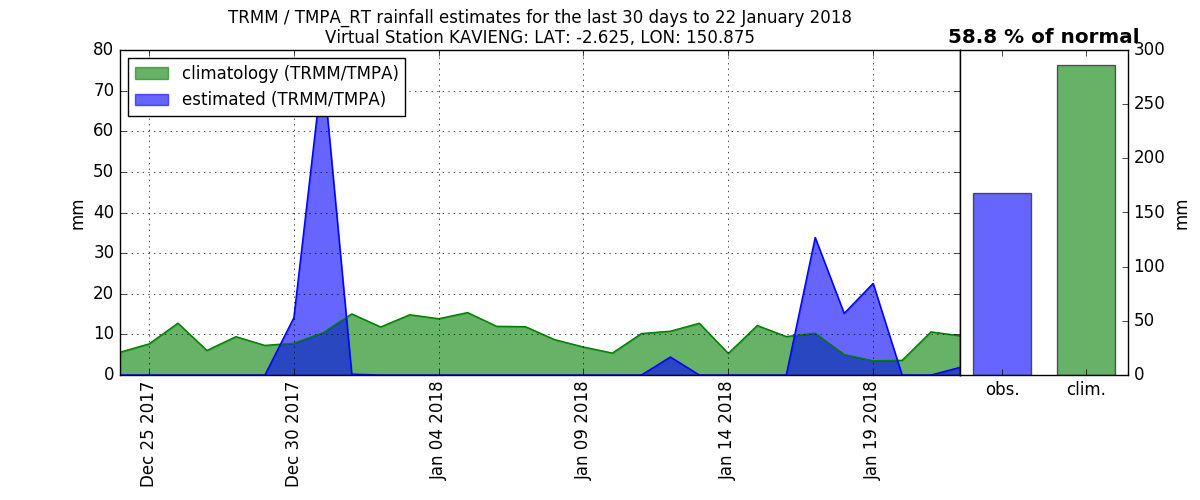 TRMM / TMPA_RT rainfall estimates for the last 30 days to 22 January 2018
Virtual Station KAVIENG: LAT: -2.625, LON: 150.875
58.8 % of normal
climatology (TRMM/TMPA)
estimated (TRMM/TMPA)
80
70
60
50
40
30
20
10
0
mm
Dec 25 2017
Dec 30 2017
Jan 04 2018
Jan 09 2018
Jan 14 2018
Jan 19 2018
300
250
200
150
100
50
0
mm
obs.
clim.